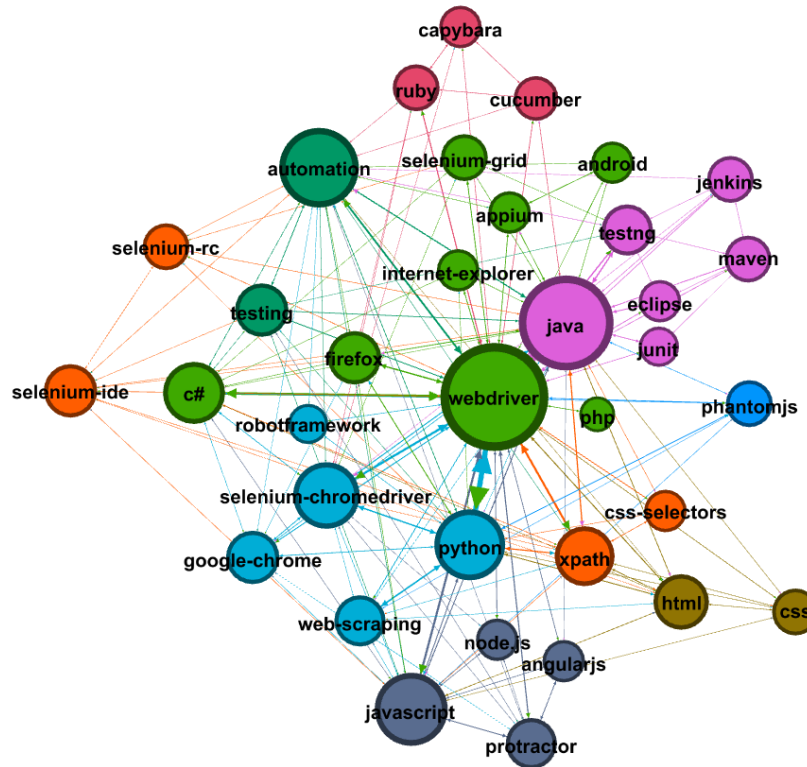 capybara
ruby
cucumber
automation
selenium-grid
android
jenkins
appium
testng
selenium-rc
maven
internet-explorer
eclipse
testing
java
junit
firefox
selenium-ide
c#
webdriver
phantomjs
php
robotframework
selenium-chromedriver
css-selectors
python
google-chrome
xpath
html
css
web-scraping
node.js
angularjs
javascript
protractor